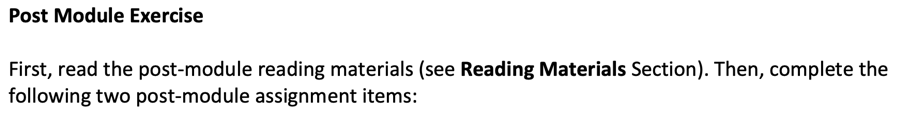 Post Module Exercise
First, read the post-module reading materials (see Reading Materials Section). Then, complete the
following two post-module assignment items: